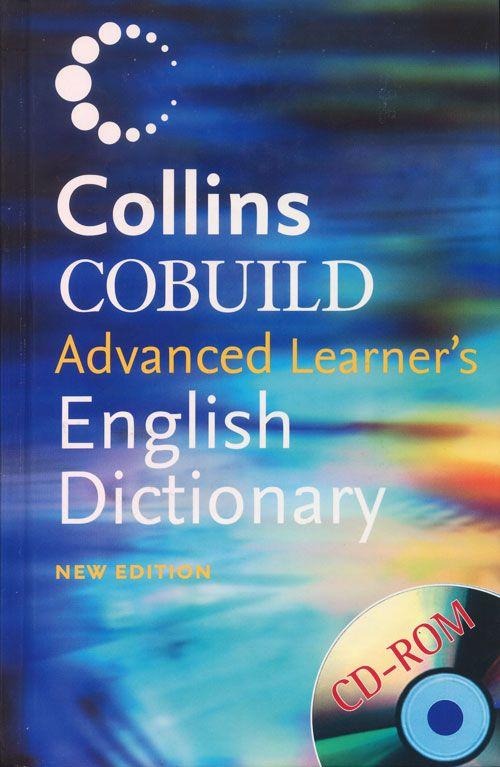 Collins
COBUILD
Advanced Learner's
English
Dictionary
NEW EDITION
CD-ROM